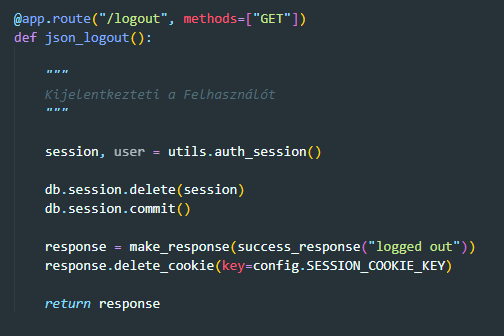 @app.route("/logout", methods=["GET"])
def json_logout():
"""
Kijelentkezteti a Felhasználót
"""
session, user = utils.auth_session()
db.session.delete(session)
db.session.commit()
response = make_response(success_response("logged out"))
response.delete_cookie(key=config.SESSION_COOKIE_KEY)
return response